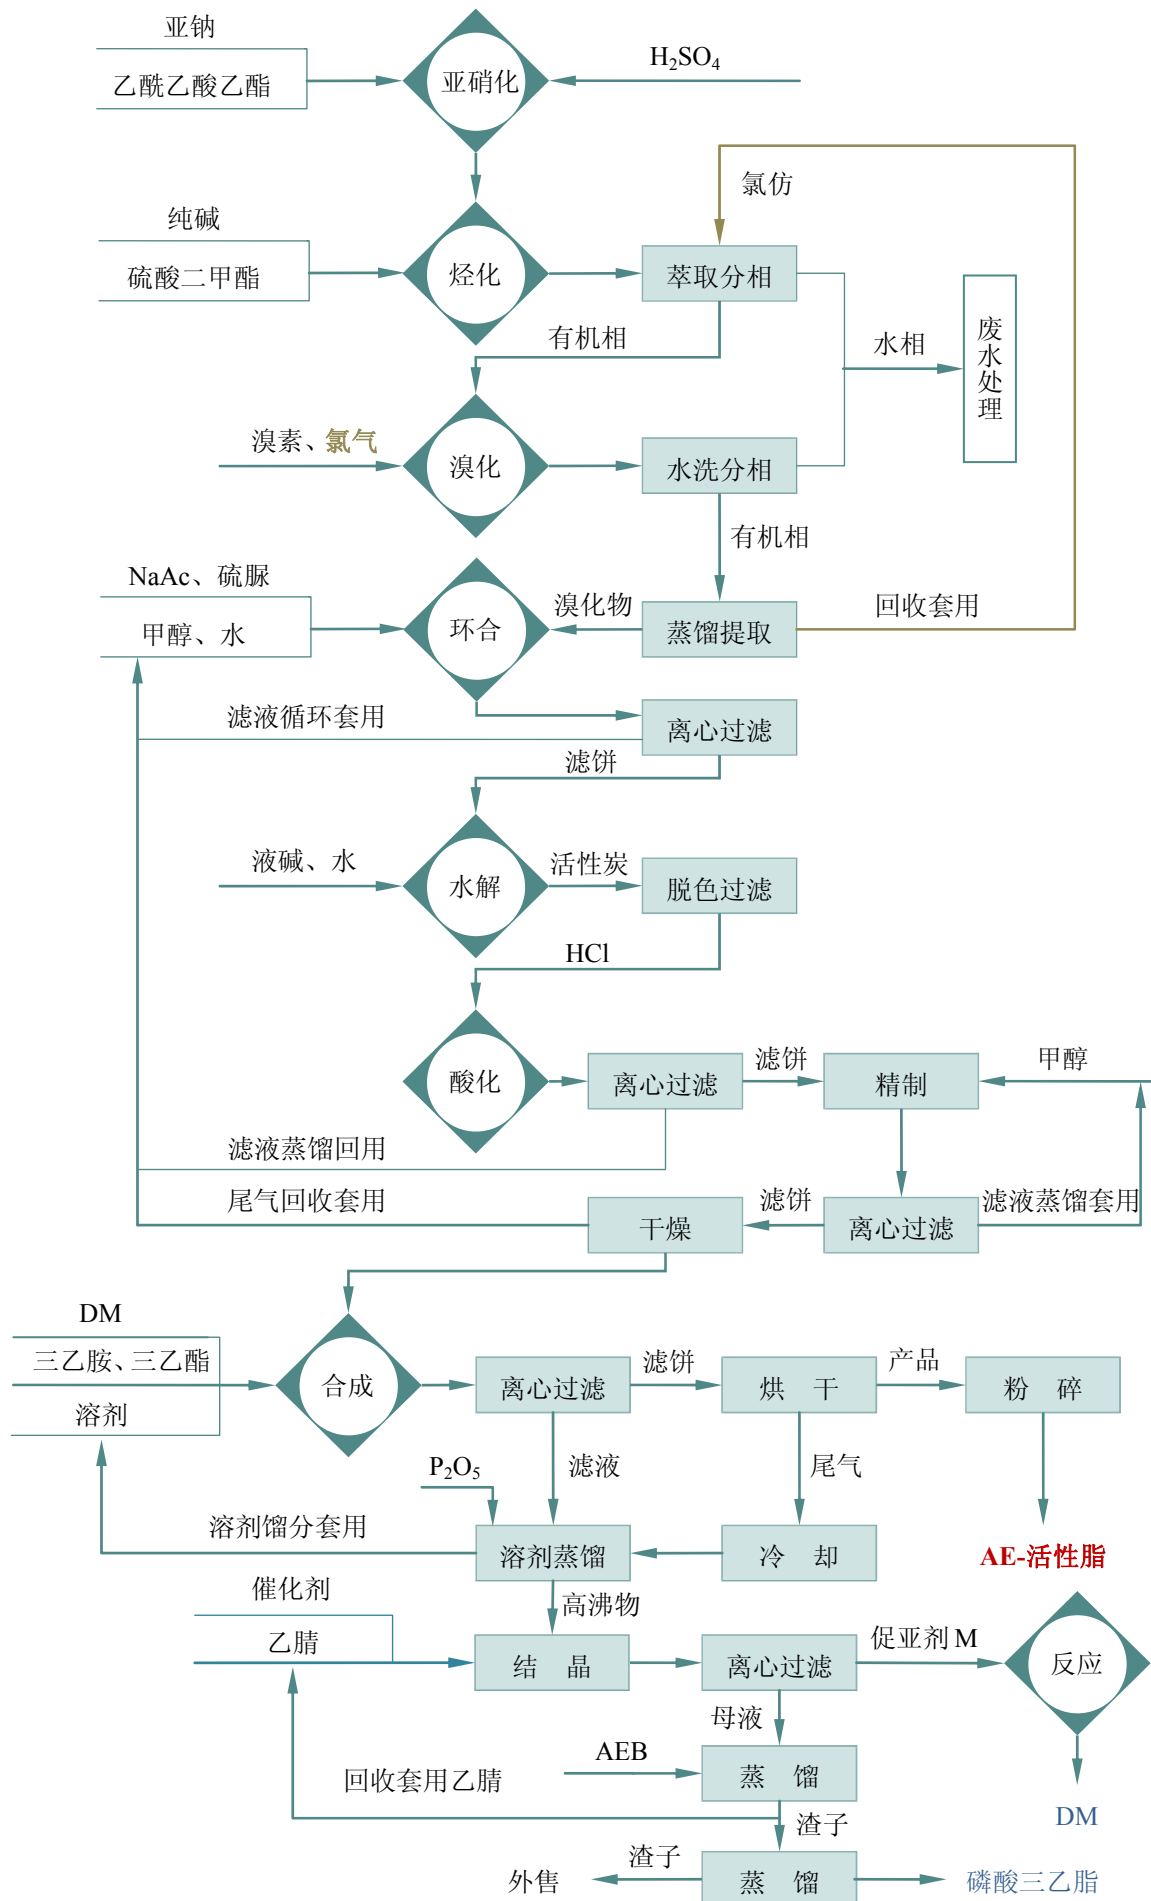 亚钠
乙酰乙酸乙酯
亚硝化
H₂SO₄
氯仿
纯碱
硫酸二甲酯
烃化
萃取分相
有机相
水相
废水处理
溴素、氯气
溴化
水洗分相
有机相
NaAc、硫脲
甲醇、水
环合
溴化物
蒸馏提取
回收套用
滤液循环套用
离心过滤
滤饼
液碱、水
水解
活性炭
脱色过滤
HCl
酸化
离心过滤
滤饼
精制
甲醇
滤液蒸馏回用
尾气回收套用
干燥
滤饼
离心过滤
滤液蒸馏套用
DM
三乙胺、三乙酯
溶剂
合成
离心过滤
滤饼
烘 干
产品
粉 碎
P₂O₅
滤液
尾气
溶剂馏分套用
溶剂蒸馏
冷 却
AE-活性脂
催化剂
乙腈
高沸物
结 晶
离心过滤
促亚剂 M
反应
母液
AEB
蒸 馏
回收套用乙腈
DM
渣子
外售
渣子
蒸 馏
磷酸三乙脂